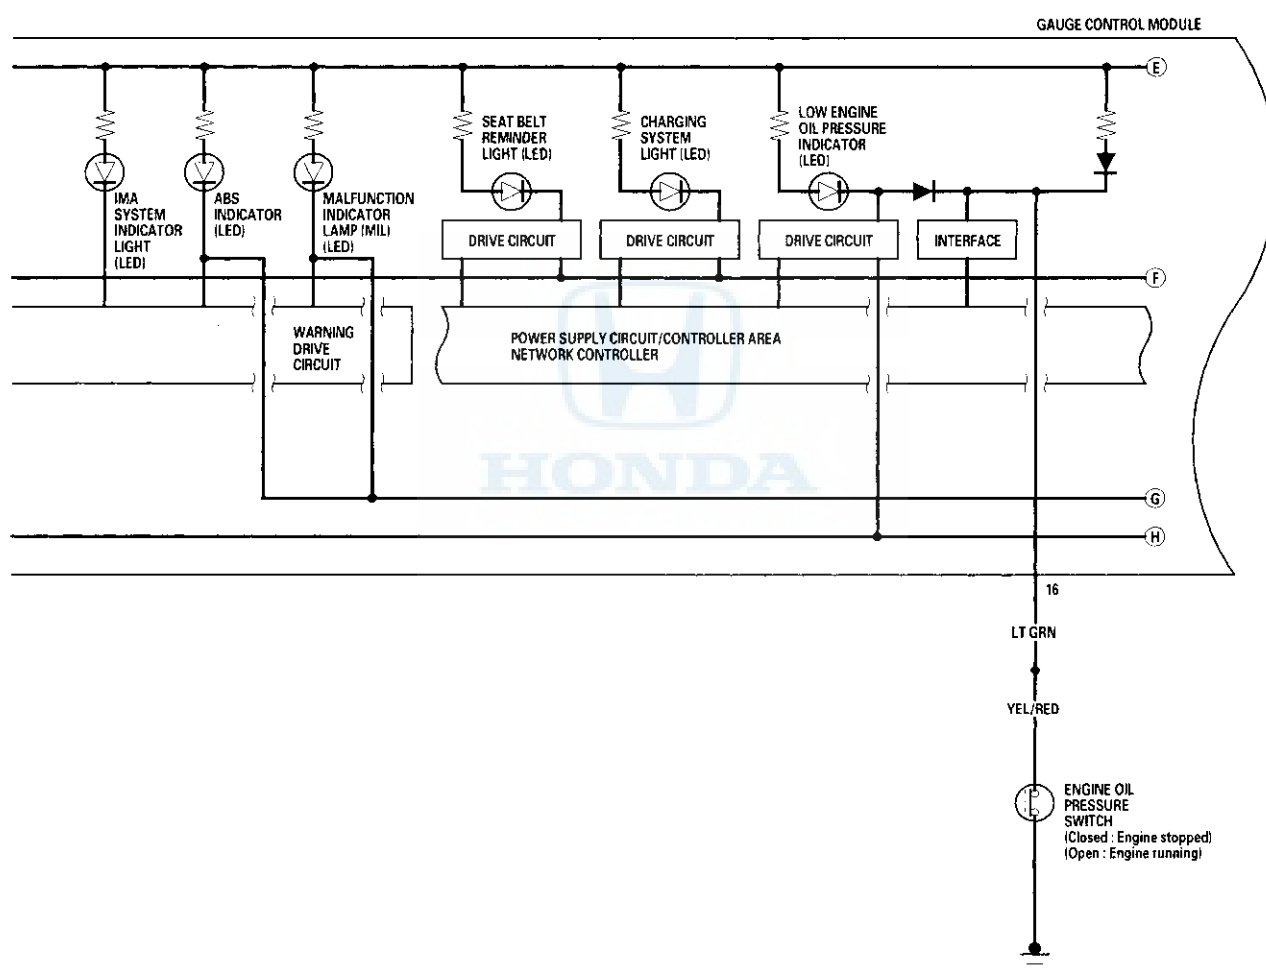 GAUGE CONTROL MODULE
E
SEAT BELT
REMINDER
LIGHT (LED)
CHARGING
SYSTEM
LIGHT (LED)
LOW ENGINE
OIL PRESSURE
INDICATOR
(LED)
IMA
SYSTEM
INDICATOR
LIGHT
(LED)
ABS
INDICATOR
(LED)
MALFUNCTION
INDICATOR
LAMP (MIL)
(LED)
DRIVE CIRCUIT
DRIVE CIRCUIT
DRIVE CIRCUIT
INTERFACE
F
WARNING
DRIVE
CIRCUIT
POWER SUPPLY CIRCUIT/CONTROLLER AREA
NETWORK CONTROLLER
HONDA
G
H
16
LT GRN
YEL/RED
ENGINE OIL
PRESSURE
SWITCH
(Closed : Engine stopped)
(Open : Engine running)